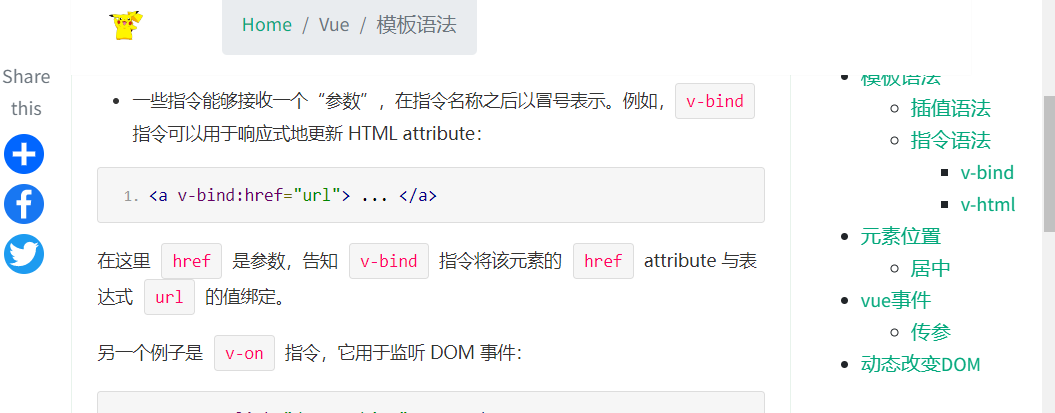 Home / Vue / 模板语法
Share
this
一些指令能够接收一个“参数”，在指令名称之后以冒号表示。例如， v-bind
指令可以用于响应式地更新 HTML attribute：
1. <a v-bind:href="url"> ... </a>
在这里 href 是参数，告知 v-bind 指令将该元素的 href attribute 与表
达式 url 的值绑定。
另一个例子是 v-on 指令，它用于监听 DOM 事件：
模板语法
插值语法
指令语法
v-bind
v-html
元素位置
居中
vue事件
传参
动态改变DOM